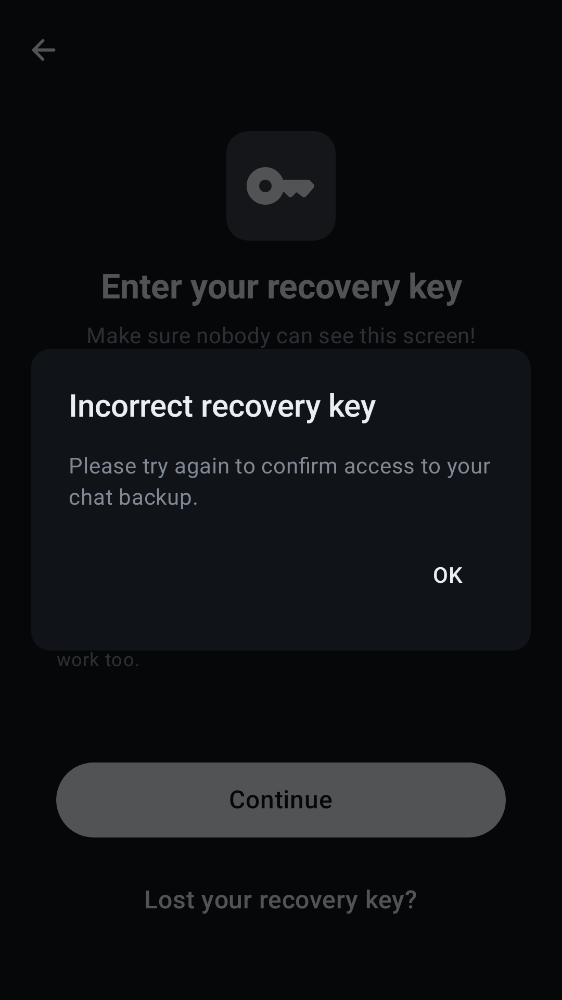 Enter your recovery key
Make sure nobody can see this screen!
Incorrect recovery key
Please try again to confirm access to your
chat backup.
OK
work too.
Continue
Lost your recovery key?